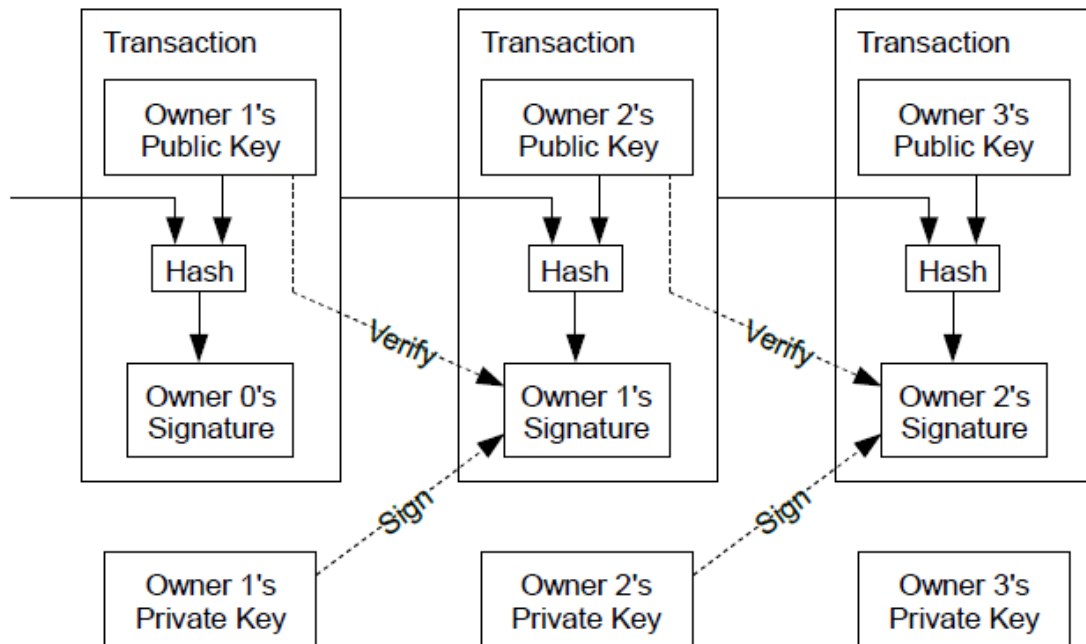 Transaction
Owner 1's
Public Key
Hash
Owner 0's
Signature
Transaction
Owner 2's
Public Key
Hash
Verify
Owner 1's
Signature
Transaction
Owner 3's
Public Key
Hash
Verify
Owner 2's
Signature
Sign
Sign
Owner 1's
Private Key
Owner 2's
Private Key
Owner 3's
Private Key